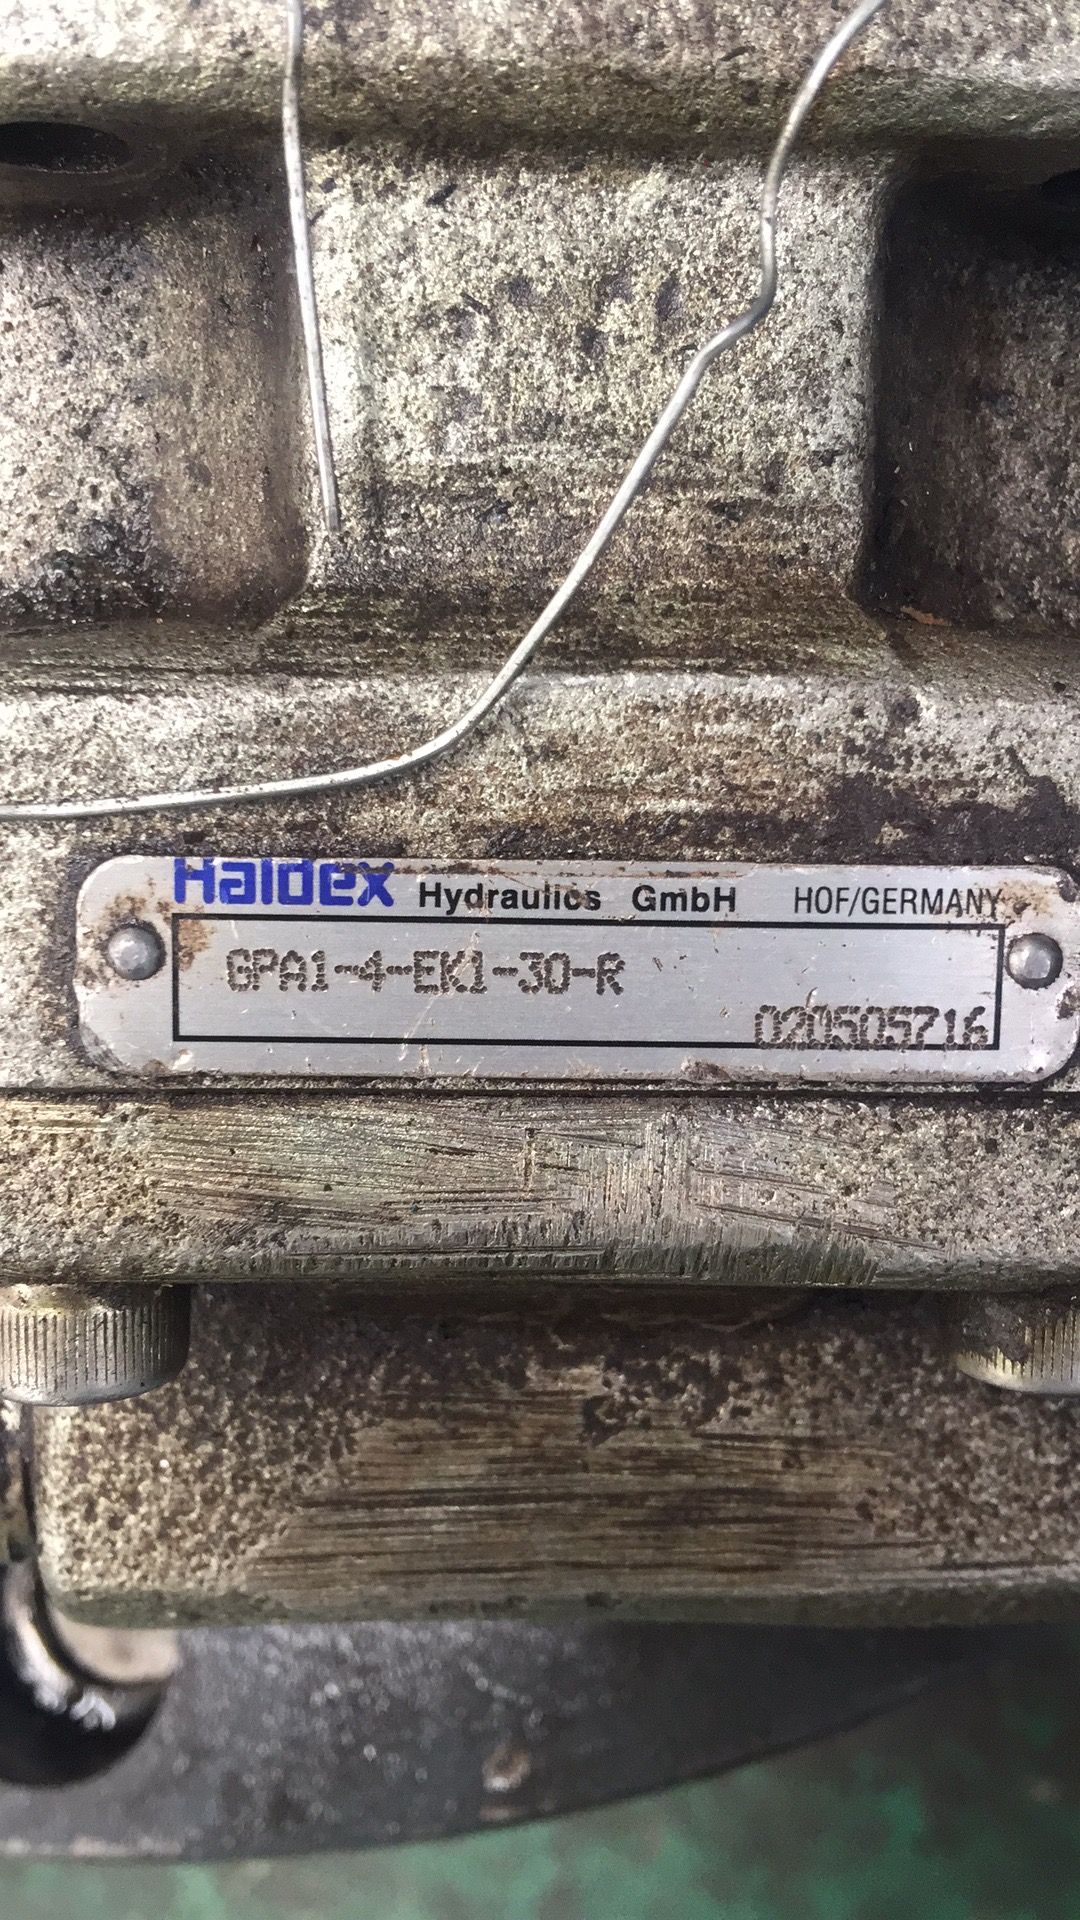 Haldex Hydraulics GmbH HOF/GERMANY
GPA1-4-EK1-30-R
020505716